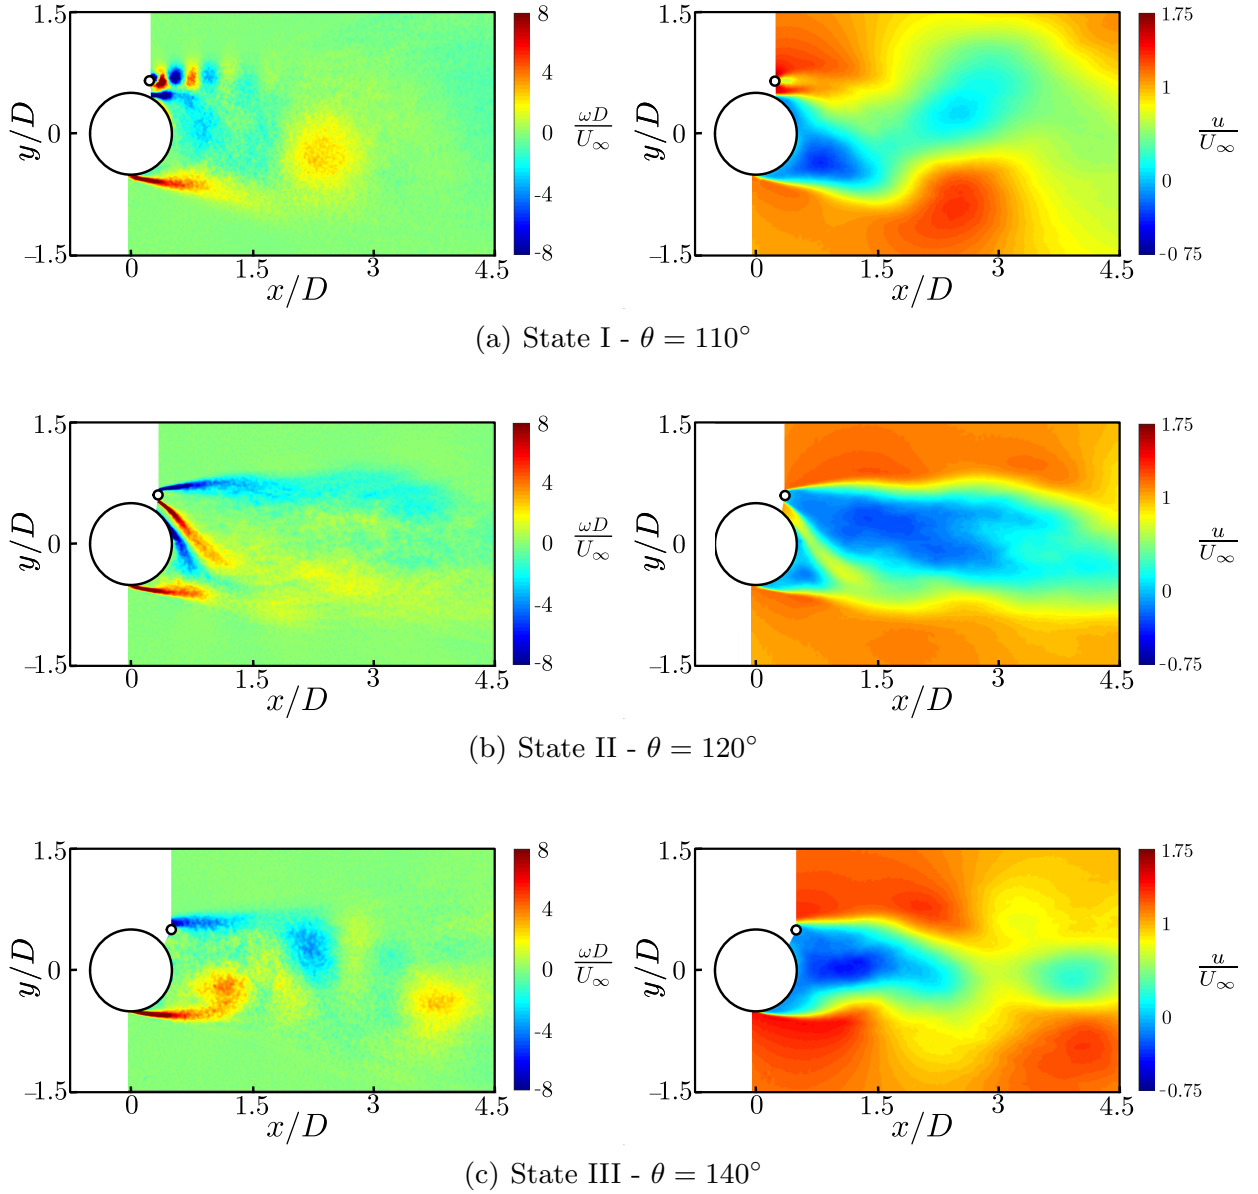 1.5 8 1.5 1.75
y/D 0 4 0 -4 -8 ωD/U∞ y/D 0 1 0 -0 75 u/U∞
–1.5 –1.5
0 1.5 3 4.5 0 1.5 3 4.5
x/D x/D
(a) State I - θ = 110°
1.5 8 1.5 1.75
y/D 0 4 0 -4 -8 ωD/U∞ y/D 0 1 1 0 -0.75 u/U∞
–1.5 –1.5
0 1.5 3 4.5 0 1.5 3 4.5
x/D x/D
(b) State II - θ = 120°
1.5 8 1.5 1.75
y/D 0 4 0 -4 -8 ωD/U∞ y/D 0 1 0 -0.75 u/U∞
–1.5 –1.5
0 1.5 3 4.5 0 1.5 3 4.5
x/D x/D
(c) State III - θ = 140°